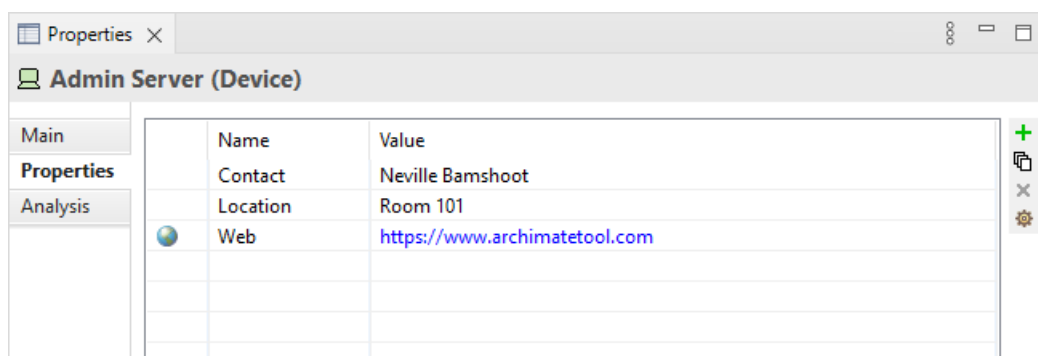 Properties
Admin Server (Device)
Main
Properties
Analysis
Name Value
Contact Neville Bamshoot
Location Room 101
Web https://www.archimatetool.com